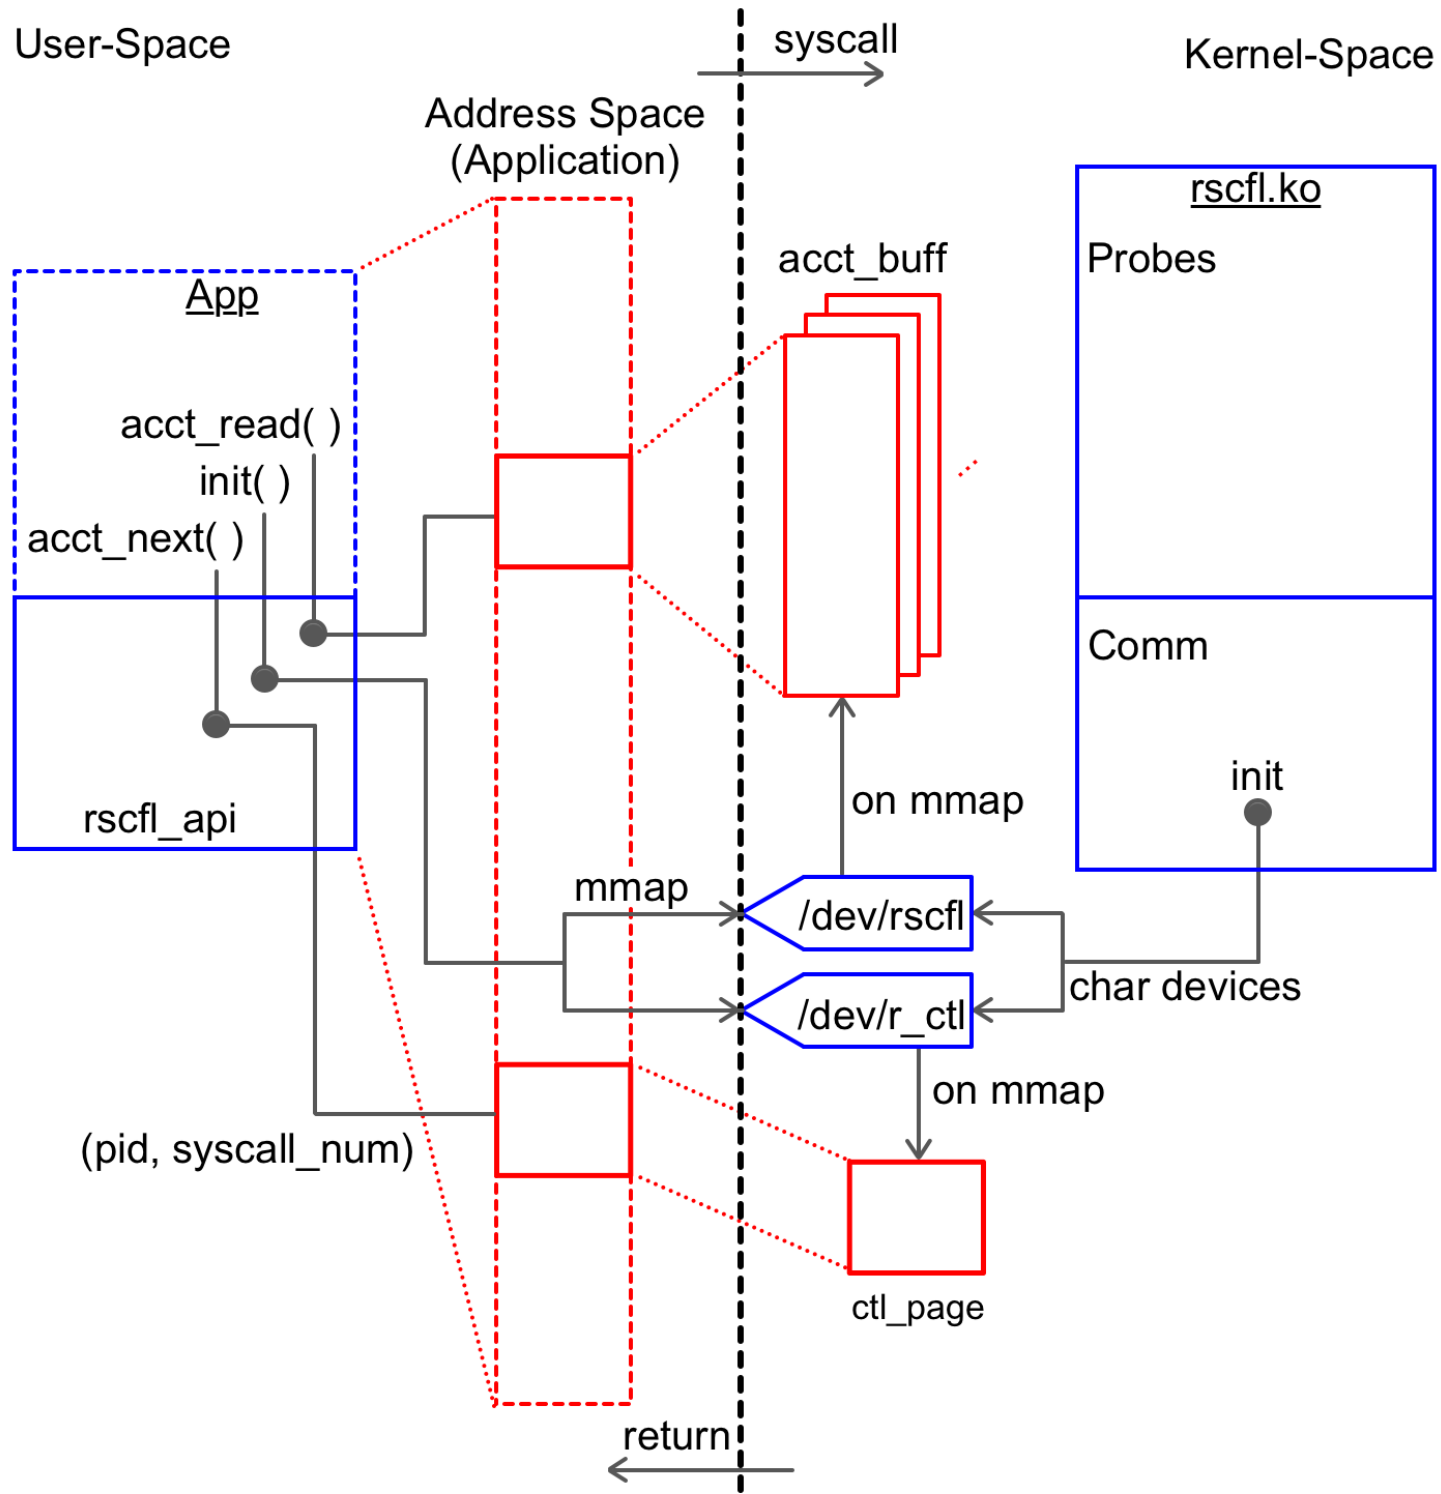 User-Space
syscall
Kernel-Space
Address Space
(Application)
rscfl.ko
Probes
acct_buff
App
acct_read( )
init( )
acct_next( )
Comm
init
rscfl_api
on mmap
mmap
/dev/rscfl
char devices
/dev/r_ctl
on mmap
(pid, syscall_num)
ctl_page
return